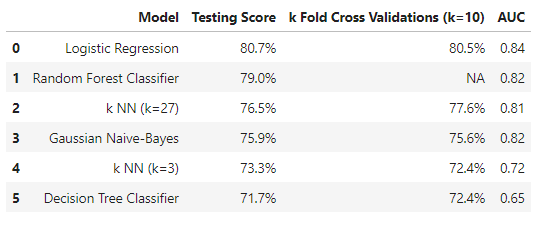 Model Testing Score k Fold Cross Validations (k=10) AUC
0 Logistic Regression 80.7% 80.5% 0.84
1 Random Forest Classifier 79.0% NA 0.82
2 k NN (k=27) 76.5% 77.6% 0.81
3 Gaussian Naive-Bayes 75.9% 75.6% 0.82
4 k NN (k=3) 73.3% 72.4% 0.72
5 Decision Tree Classifier 71.7% 72.4% 0.65